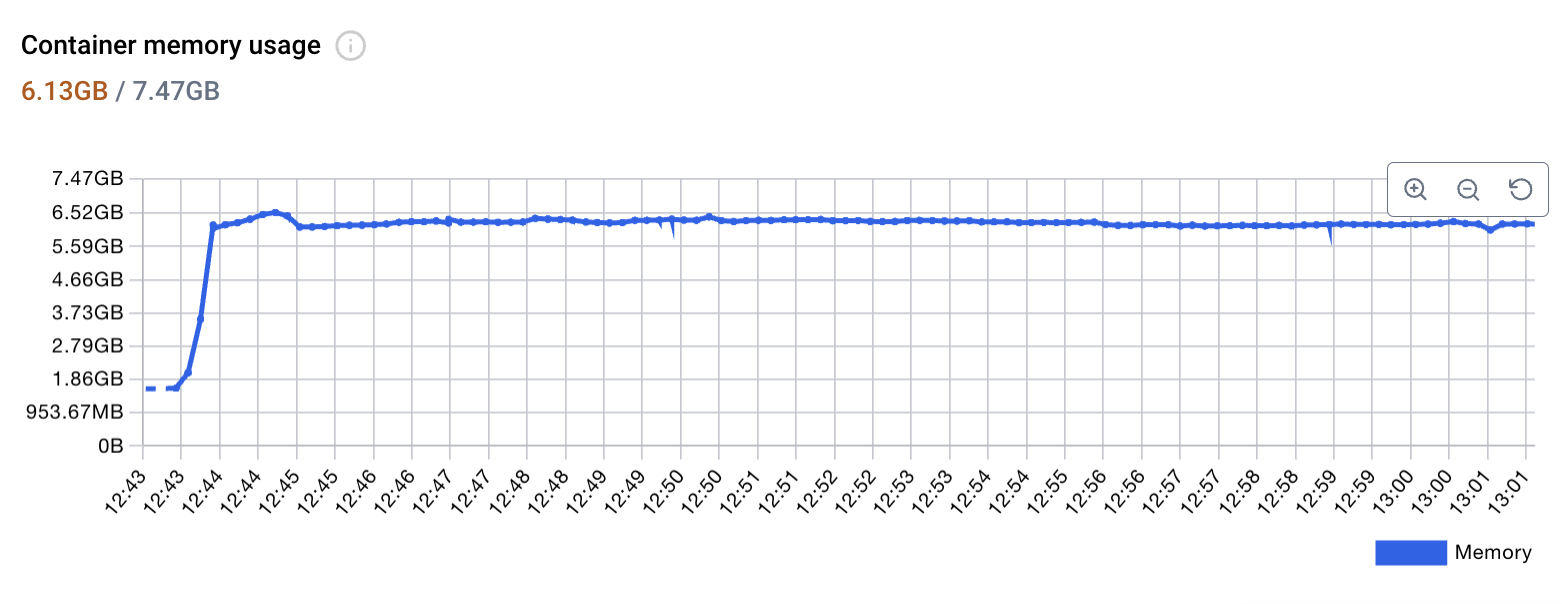 Container memory usage
6.13GB / 7.47GB
7.47GB
6.52GB
5.59GB
4.66GB
3.73GB
2.79GB
1.86GB
953.67MB
0B
12:43 12:43 12:44 12:44 12:45 12:45 12:46 12:46 12:47 12:47 12:48 12:48 12:49 12:49 12:50 12:50 12:51 12:51 12:52 12:52 12:53 12:53 12:54 12:54 12:55 12:56 12:56 12:57 12:57 12:58 12:58 12:59 12:59 13:00 13:00 13:01 13:01
Memory